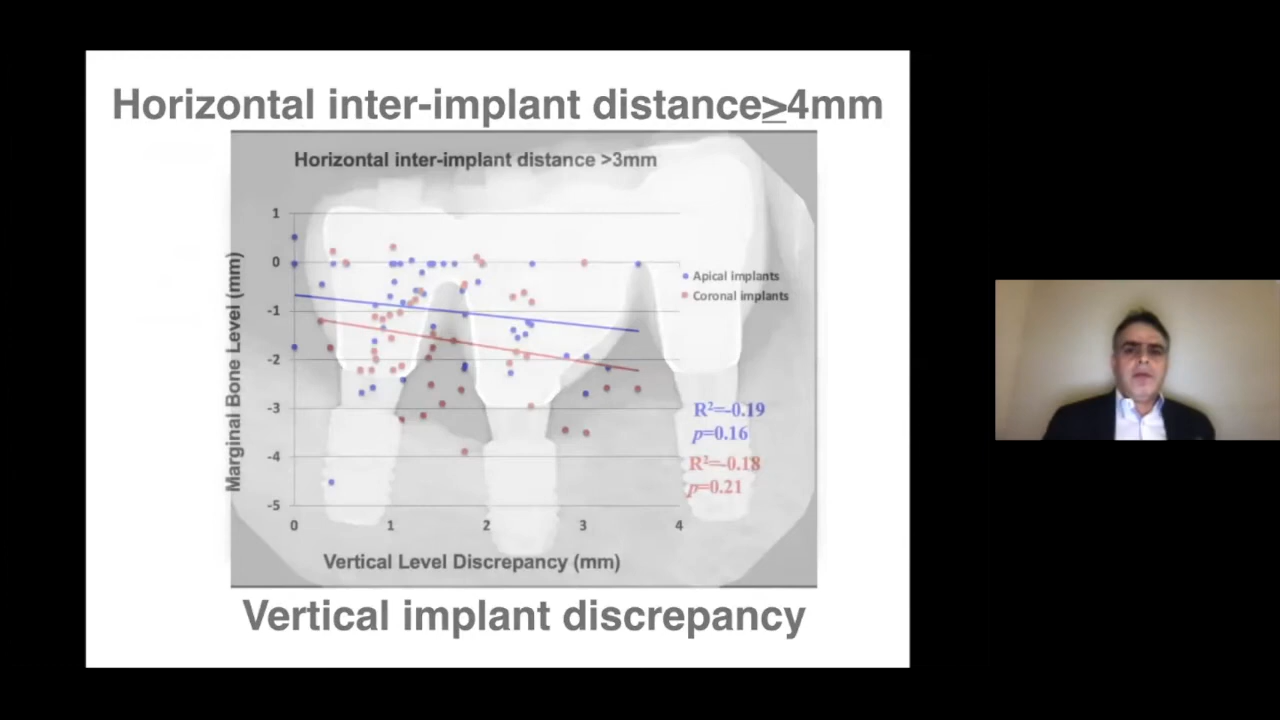 Horizontal inter-implant distance≥4mm
Horizontal inter-implant distance >3mm
1
0
-1
-2
-3
-4
-5
Marginal Bone Level (mm)
0 1 2 3 4
Vertical Level Discrepancy (mm)
Apical implants
Coronal implants
R²=-0.19
p=0.16
R²=-0.18
p=0.21
Vertical implant discrepancy